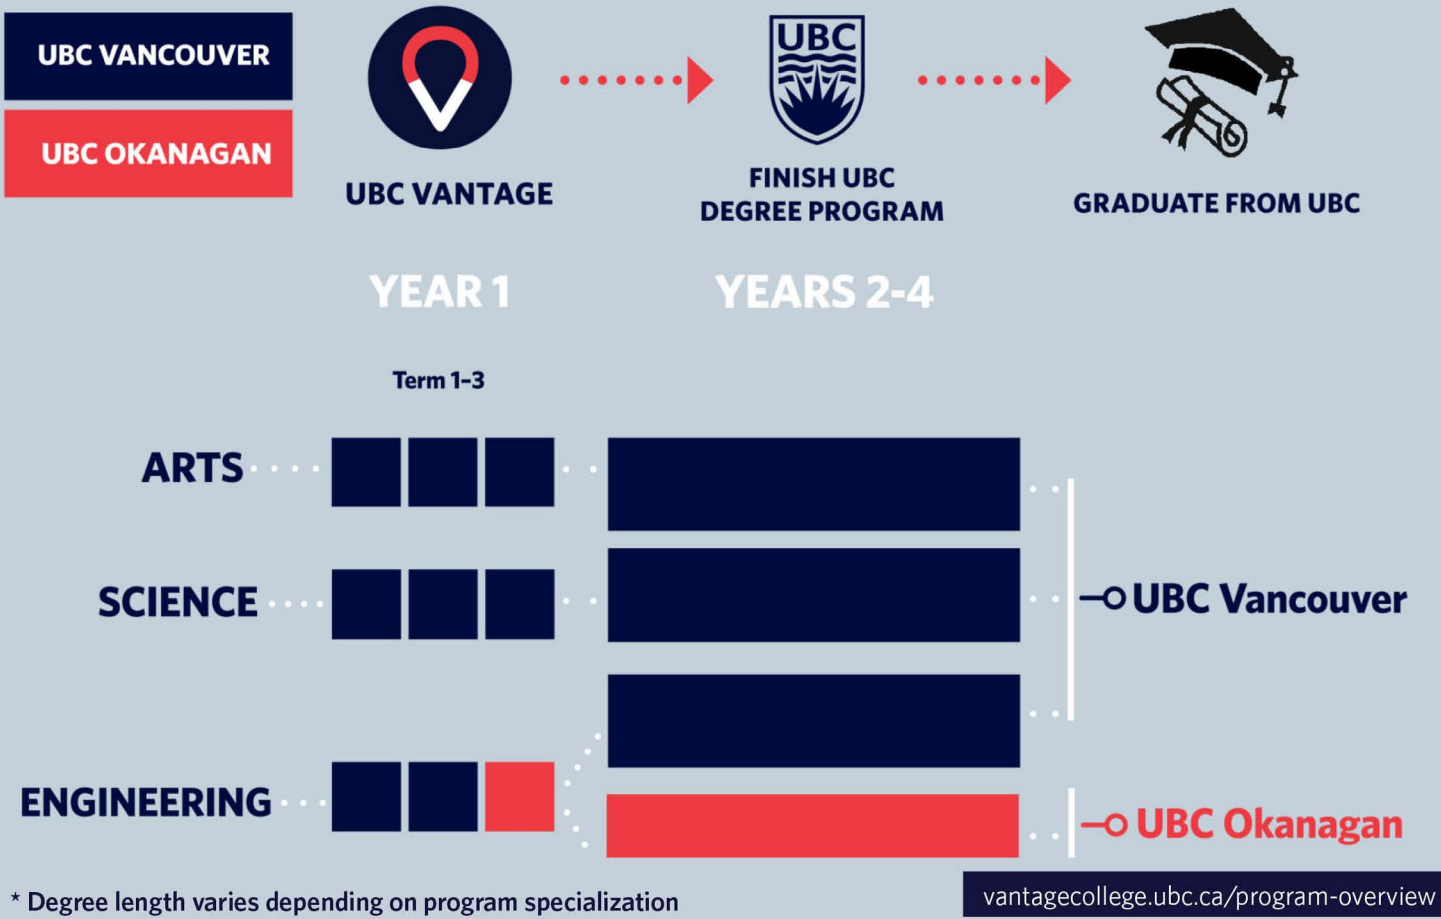 UBC VANCOUVER
UBC OKANAGAN
UBC VANTAGE
UBC
FINISH UBC
DEGREE PROGRAM
GRADUATE FROM UBC
YEAR 1
YEARS 2-4
Term 1–3
ARTS
SCIENCE
UBC Vancouver
ENGINEERING
UBC Okanagan
* Degree length varies depending on program specialization
vantagecollege.ubc.ca/program-overview